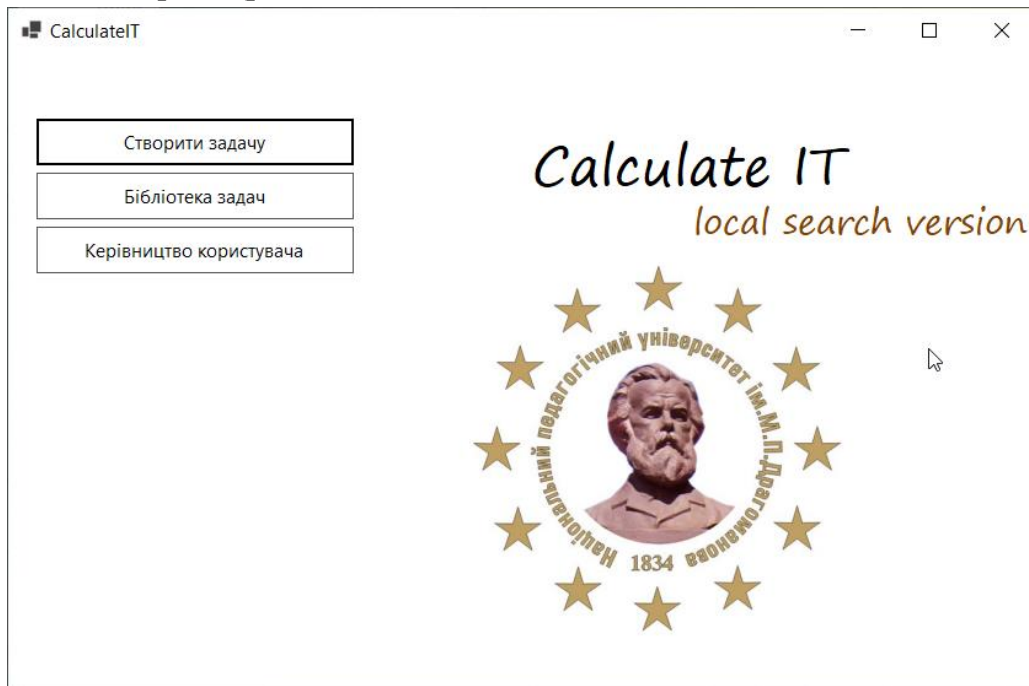 CalculateIT
Створити задачу
Бібліотека задач
Керівництво користувача
Calculate IT
local search version
Національний педагогічний університет ім.М.П.Драгоманова
1834